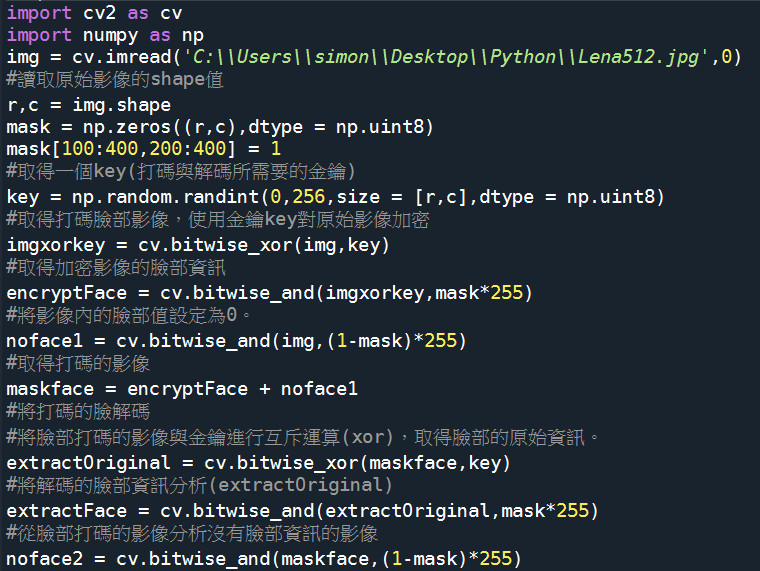 import cv2 as cv
import numpy as np
img = cv.imread('C:\\Users\\simon\\Desktop\\Python\\Lena512.jpg',0)
#讀取原始影像的shape值
r,c = img.shape
mask = np.zeros((r,c),dtype = np.uint8)
mask[100:400,200:400] = 1
#取得一個key(打碼與解碼所需要的金鑰)
key = np.random.randint(0,256,size = [r,c],dtype = np.uint8)
#取得打碼臉部影像，使用金鑰key對原始影像加密
imgxorkey = cv.bitwise_xor(img,key)
#取得加密影像的臉部資訊
encryptFace = cv.bitwise_and(imgxorkey,mask*255)
#將影像內的臉部值設定為0。
noface1 = cv.bitwise_and(img,(1-mask)*255)
#取得打碼的影像
maskface = encryptFace + noface1
#將打碼的臉解碼
#將臉部打碼的影像與金鑰進行互斥運算(xor)，取得臉部的原始資訊。
extractOriginal = cv.bitwise_xor(maskface,key)
#將解碼的臉部資訊分析(extractOriginal)
extractFace = cv.bitwise_and(extractOriginal,mask*255)
#從臉部打碼的影像分析沒有臉部資訊的影像
noface2 = cv.bitwise_and(maskface,(1-mask)*255)